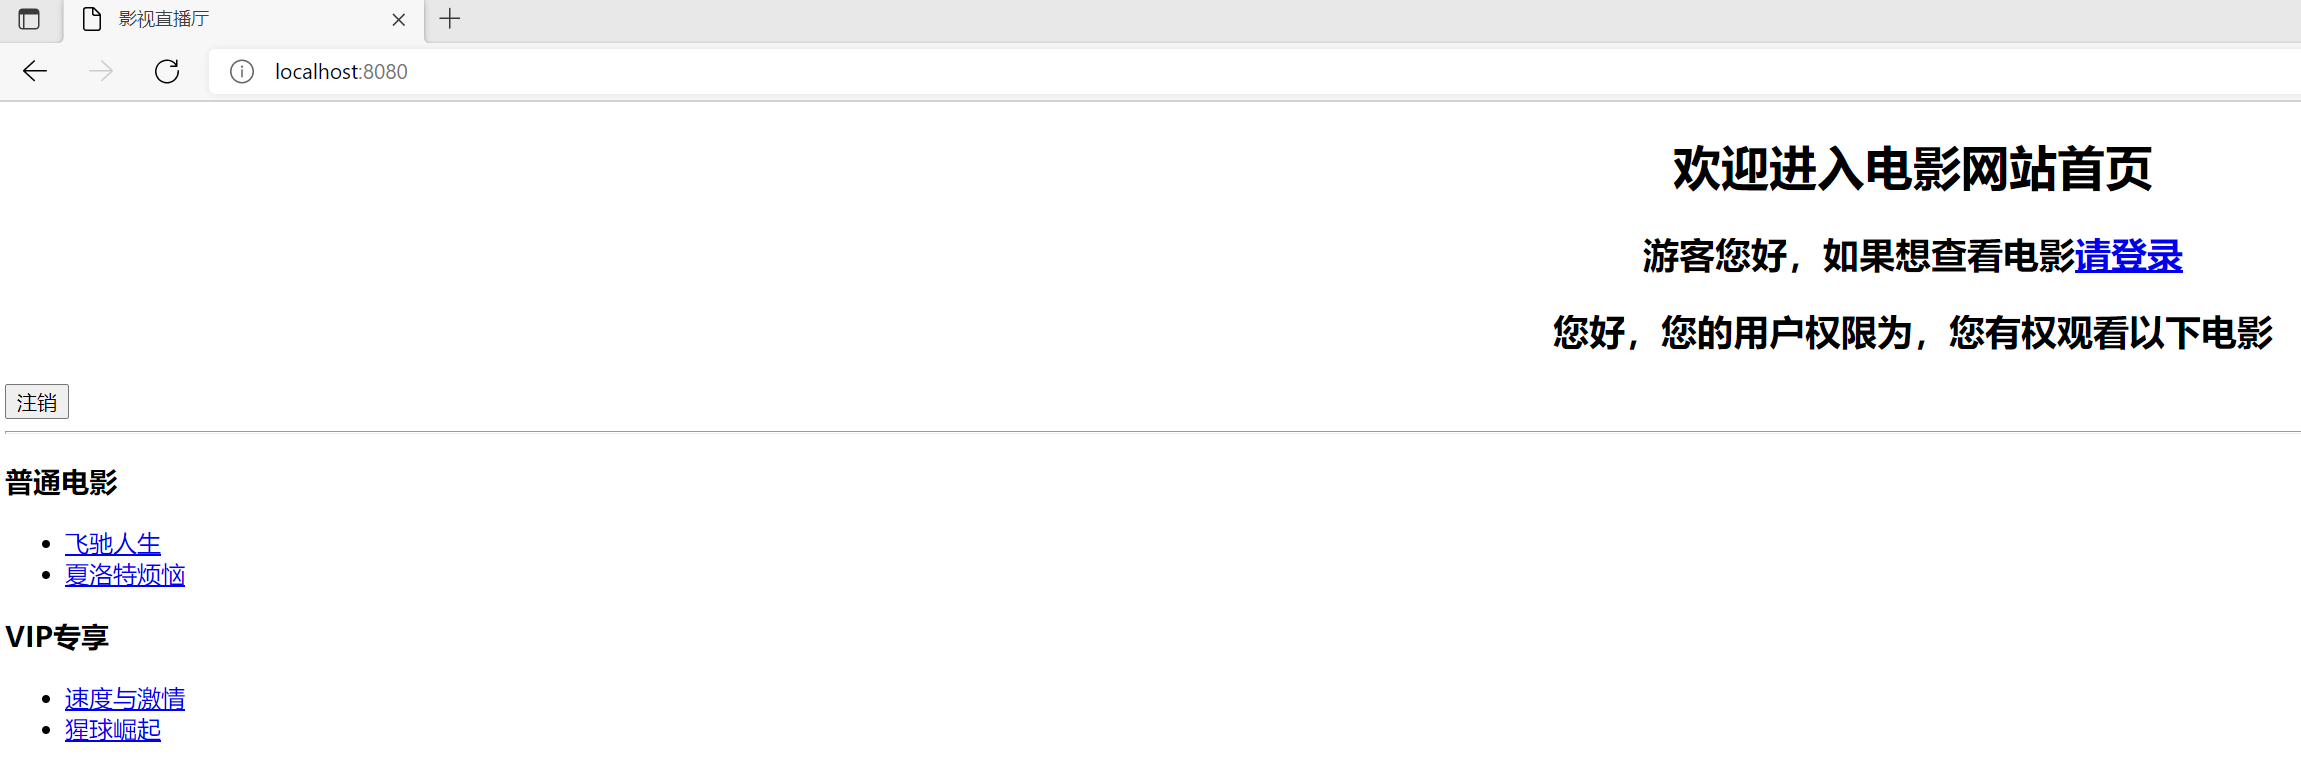 影视直播厅
localhost:8080
欢迎进入电影网站首页
游客您好，如果想查看电影请登录
您好，您的用户权限为，您有权观看以下电影
注销
普通电影
飞驰人生
夏洛特烦恼
VIP专享
速度与激情
猩球崛起